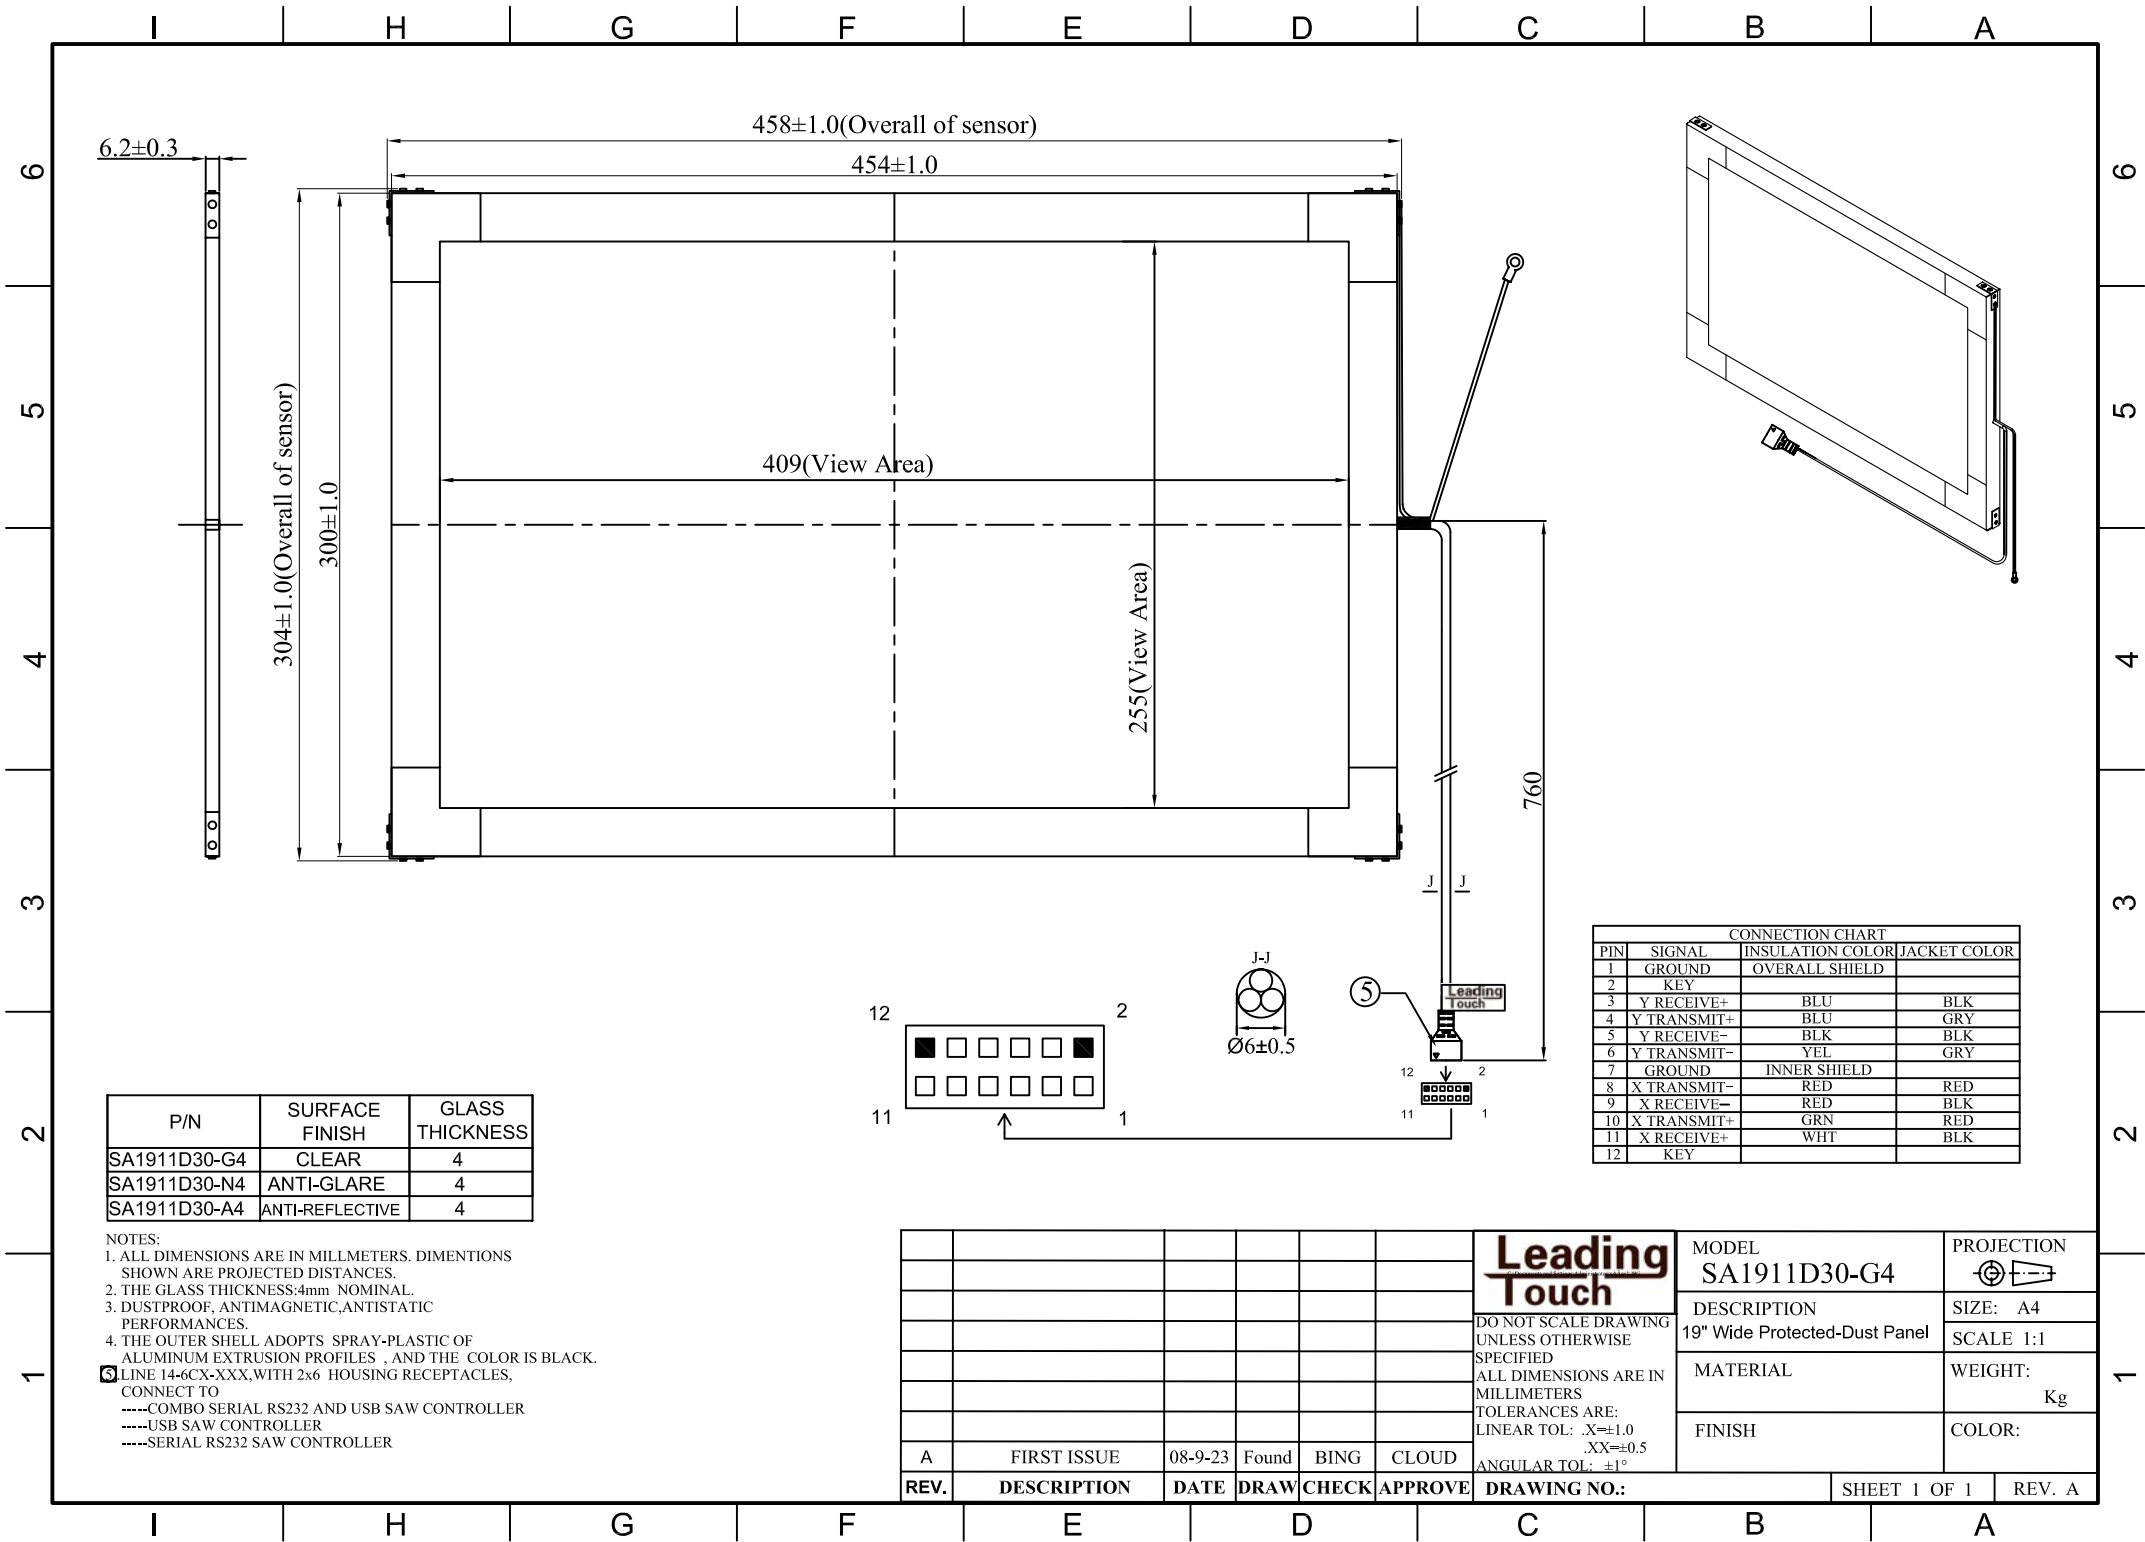 I H G F E D C B A
6
5
4
3
2
1
6
5
4
3
2
1
6.2±0.3
458±1.0(Overall of sensor)
454±1.0
304±1.0(Overall of sensor)
300±1.0
409(View Area)
255(View Area)
760
J J
J-J
Ø6±0.5
5
Leading
Touch
12 2
11 1
12 2
11 1
CONNECTION CHART
PIN SIGNAL INSULATION COLOR JACKET COLOR
1 GROUND OVERALL SHIELD
2 KEY
3 Y RECEIVE+ BLU BLK
4 Y TRANSMIT+ BLU GRY
5 Y RECEIVE- BLK BLK
6 Y TRANSMIT- YEL GRY
7 GROUND INNER SHIELD
8 X TRANSMIT- RED RED
9 X RECEIVE- RED BLK
10 X TRANSMIT+ GRN RED
11 X RECEIVE+ WHT BLK
12 KEY
P/N SURFACE FINISH GLASS THICKNESS
SA1911D30-G4 CLEAR 4
SA1911D30-N4 ANTI-GLARE 4
SA1911D30-A4 ANTI-REFLECTIVE 4
NOTES:
1. ALL DIMENSIONS ARE IN MILLMETERS. DIMENTIONS
SHOWN ARE PROJECTED DISTANCES.
2. THE GLASS THICKNESS:4mm NOMINAL.
3. DUSTPROOF, ANTIMAGNETIC,ANTISTATIC
PERFORMANCES.
4. THE OUTER SHELL ADOPTS SPRAY-PLASTIC OF
ALUMINUM EXTRUSION PROFILES , AND THE COLOR IS BLACK.
5.LINE 14-6CX-XXX,WITH 2x6 HOUSING RECEPTACLES,
CONNECT TO
-----COMBO SERIAL RS232 AND USB SAW CONTROLLER
-----USB SAW CONTROLLER
-----SERIAL RS232 SAW CONTROLLER
A FIRST ISSUE 08-9-23 Found BING CLOUD
REV. DESCRIPTION DATE DRAW CHECK APPROVE
Leading
Touch
DO NOT SCALE DRAWING
UNLESS OTHERWISE
SPECIFIED
ALL DIMENSIONS ARE IN
MILLIMETERS
TOLERANCES ARE:
LINEAR TOL: .X=±1.0
.XX=±0.5
ANGULAR TOL: ±1°
DRAWING NO.:
MODEL
SA1911D30-G4
DESCRIPTION
19" Wide Protected-Dust Panel
MATERIAL
FINISH
PROJECTION
SIZE: A4
SCALE 1:1
WEIGHT:
Kg
COLOR:
SHEET 1 OF 1
REV. A
I H G F E D C B A